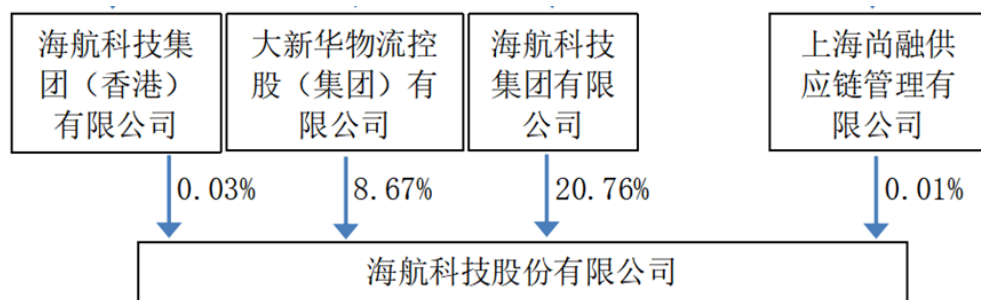 海航科技集
团（香港）
有限公司
大新华物流控
股（集团）有
限公司
海航科技
集团有限
公司
上海尚融供
应链管理有
限公司
0.03%
8.67%
20.76%
0.01%
海航科技股份有限公司